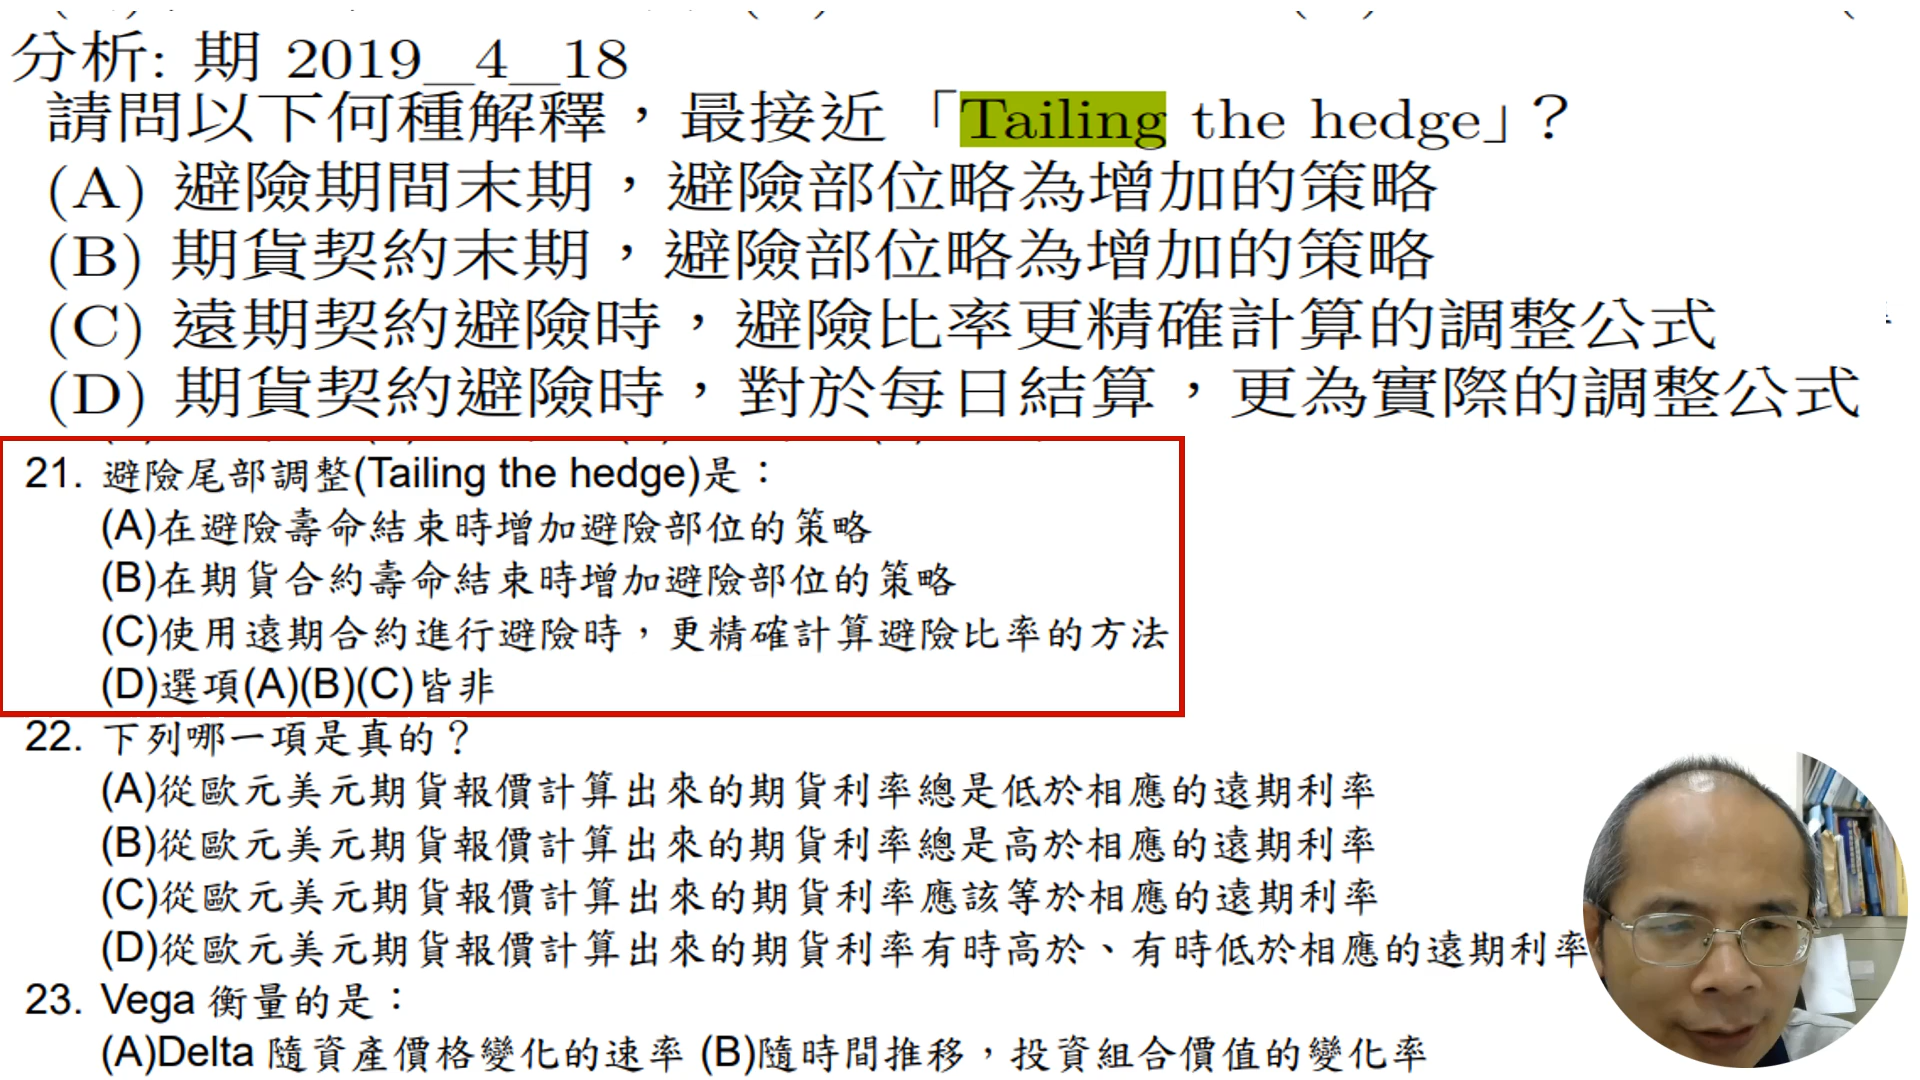 分析: 期 2019_4_18
請問以下何種解釋，最接近「Tailing the hedge」？
(A) 避險期間末期，避險部位略為增加的策略
(B) 期貨契約末期，避險部位略為增加的策略
(C) 遠期契約避險時，避險比率更精確計算的調整公式
(D) 期貨契約避險時，對於每日結算，更為實際的調整公式
21. 避險尾部調整(Tailing the hedge)是：
(A)在避險壽命結束時增加避險部位的策略
(B)在期貨合約壽命結束時增加避險部位的策略
(C)使用遠期合約進行避險時，更精確計算避險比率的方法
(D)選項(A)(B)(C)皆非
22. 下列哪一項是真的？
(A)從歐元美元期貨報價計算出來的期貨利率總是低於相應的遠期利率
(B)從歐元美元期貨報價計算出來的期貨利率總是高於相應的遠期利率
(C)從歐元美元期貨報價計算出來的期貨利率應該等於相應的遠期利率
(D)從歐元美元期貨報價計算出來的期貨利率有時高於、有時低於相應的遠期利率
23. Vega 衡量的是：
(A)Delta 隨資產價格變化的速率 (B)隨時間推移，投資組合價值的變化率